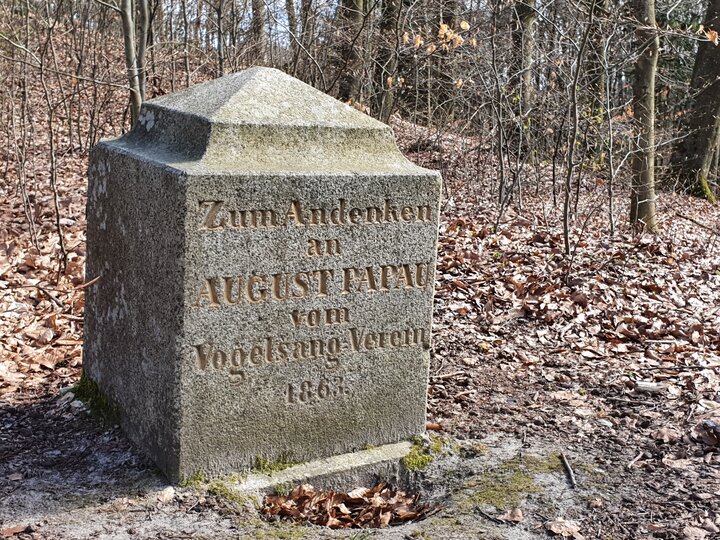 Zum Andenken
an
AUGUST PAPAU
vom
Vogelsang-Verein
1863.